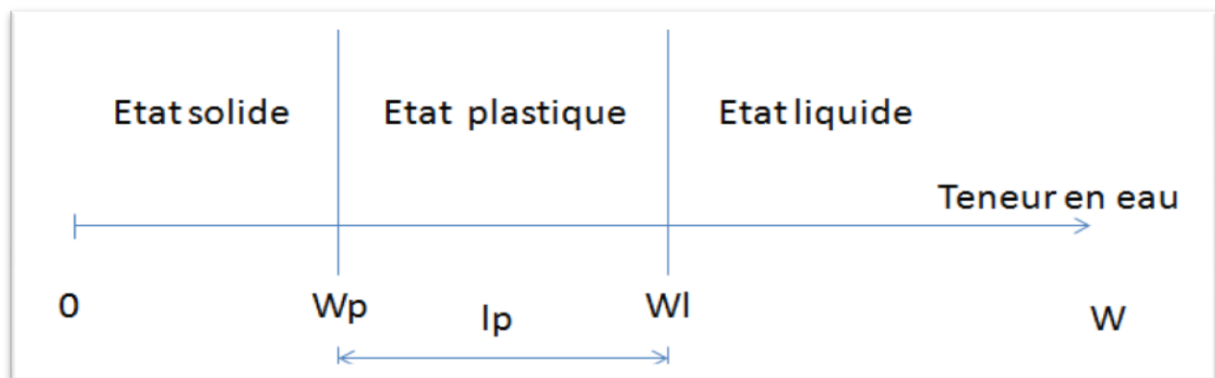 Etat solide Etat plastique Etat liquide
Teneur en eau
0 Wp Ip Wl W